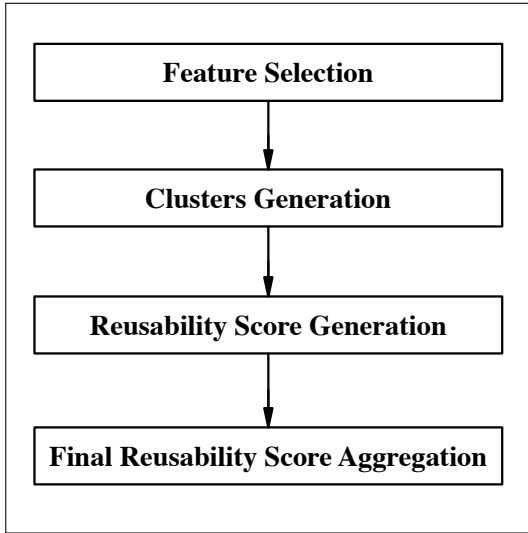 Feature Selection
Clusters Generation
Reusability Score Generation
Final Reusability Score Aggregation